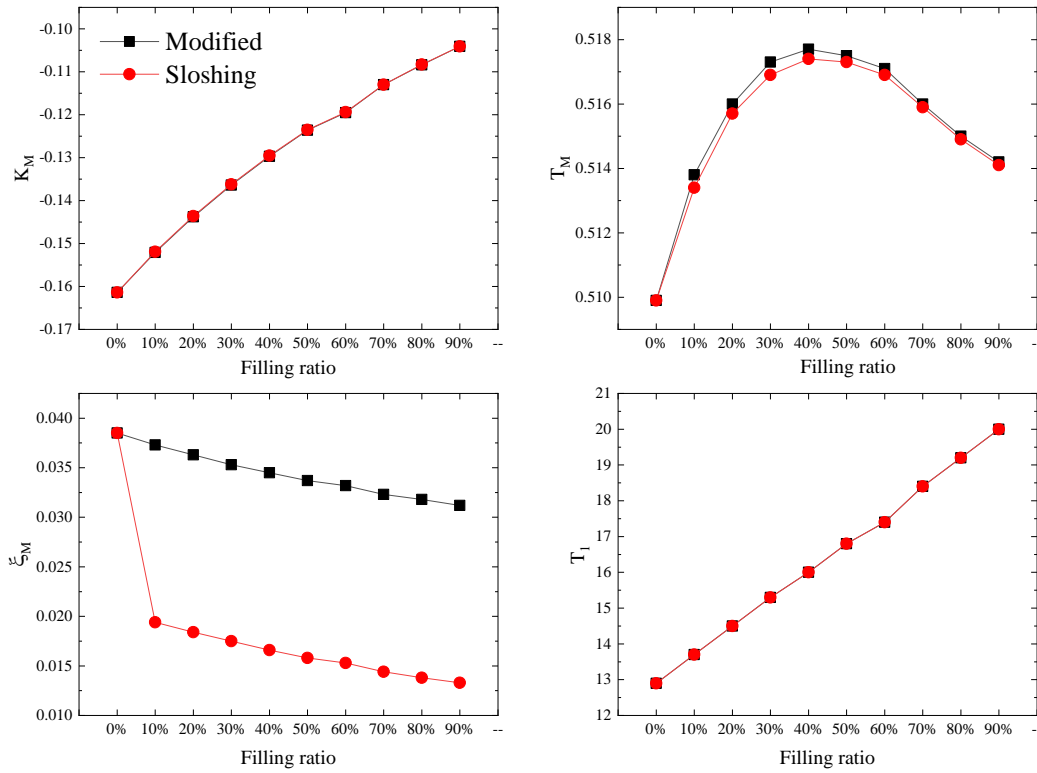 -0.10
-0.11
-0.12
-0.13
-0.14
-0.15
-0.16
-0.17
K_M
Modified
Sloshing
0% 10% 20% 30% 40% 50% 60% 70% 80% 90% --
Filling ratio
0.518
0.516
0.514
0.512
0.510
T_M
0% 10% 20% 30% 40% 50% 60% 70% 80% 90% --
Filling ratio
0.040
0.035
0.030
0.025
0.020
0.015
0.010
ξ_M
0% 10% 20% 30% 40% 50% 60% 70% 80% 90% --
Filling ratio
21
20
19
18
17
16
15
14
13
12
T_1
0% 10% 20% 30% 40% 50% 60% 70% 80% 90% --
Filling ratio